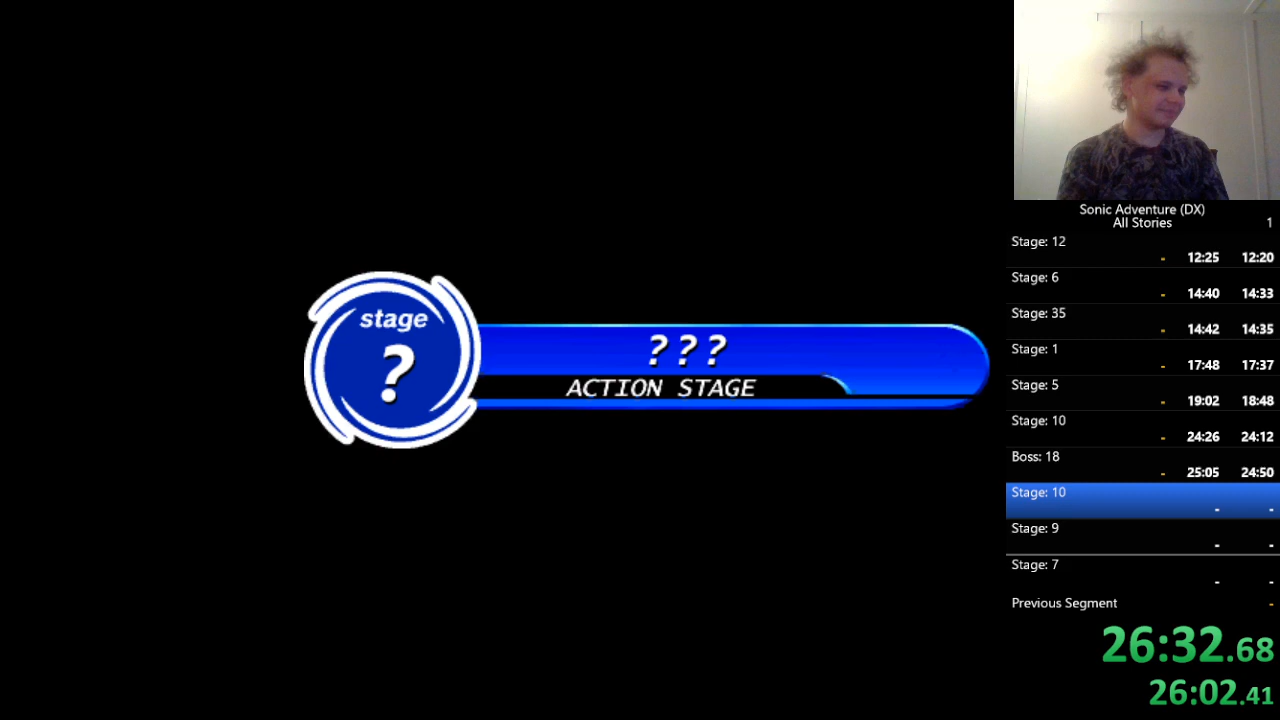 stage
?
? ? ?
ACTION STAGE
Sonic Adventure (DX)
All Stories 1
Stage: 12
- 12:25 12:20
Stage: 6
- 14:40 14:33
Stage: 35
- 14:42 14:35
Stage: 1
- 17:48 17:37
Stage: 5
- 19:02 18:48
Stage: 10
- 24:26 24:12
Boss: 18
- 25:05 24:50
Stage: 10
- -
Stage: 9
- -
Stage: 7
- -
Previous Segment -
26:32.68
26:02.41